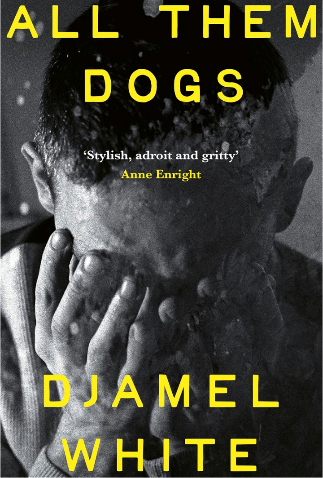 ALL THEM
DOGS
‘Stylish, adroit and gritty’
Anne Enright
DJAMEL
WHITE